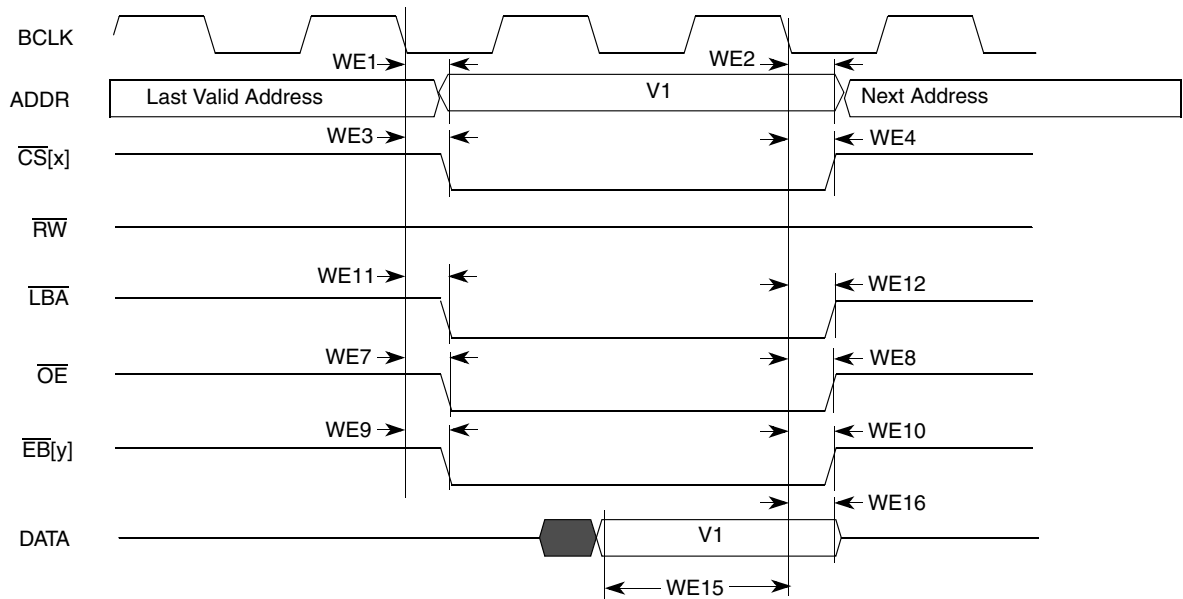 BCLK
WE1
WE2
ADDR
Last Valid Address
V1
Next Address
WE3
WE4
CS[x]
RW
WE11
WE12
LBA
WE7
WE8
OE
WE9
WE10
EB[y]
WE16
DATA
V1
WE15